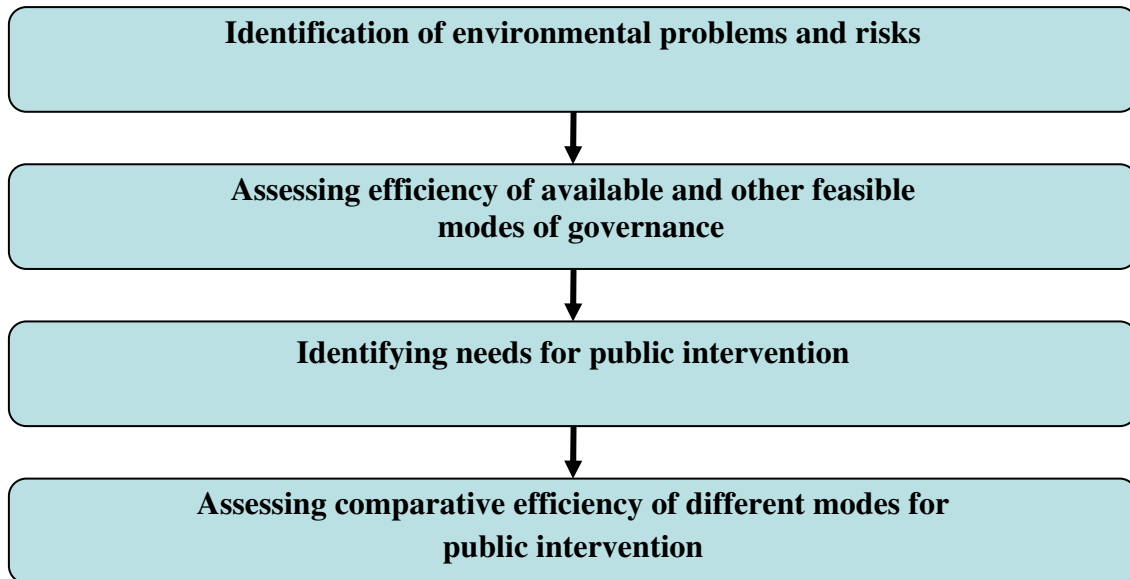 Identification of environmental problems and risks
Assessing efficiency of available and other feasible
modes of governance
Identifying needs for public intervention
Assessing comparative efficiency of different modes for
public intervention